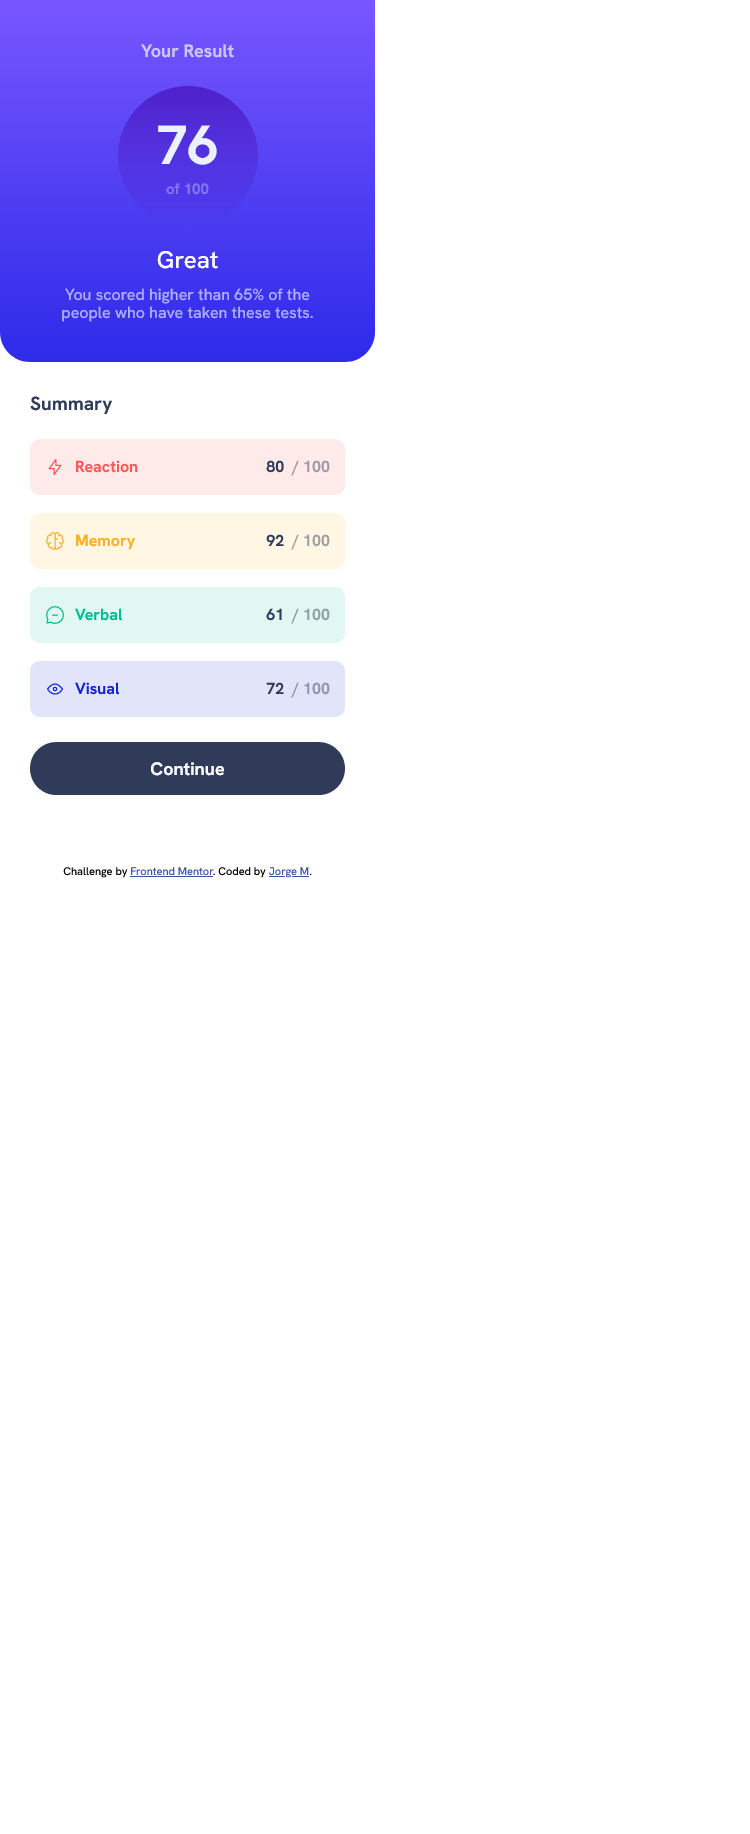 Your Result
76
of 100
Great
You scored higher than 65% of the
people who have taken these tests.
Summary
Reaction 80 / 100
Memory 92 / 100
Verbal 61 / 100
Visual 72 / 100
Continue
Challenge by Frontend Mentor. Coded by Jorge M.